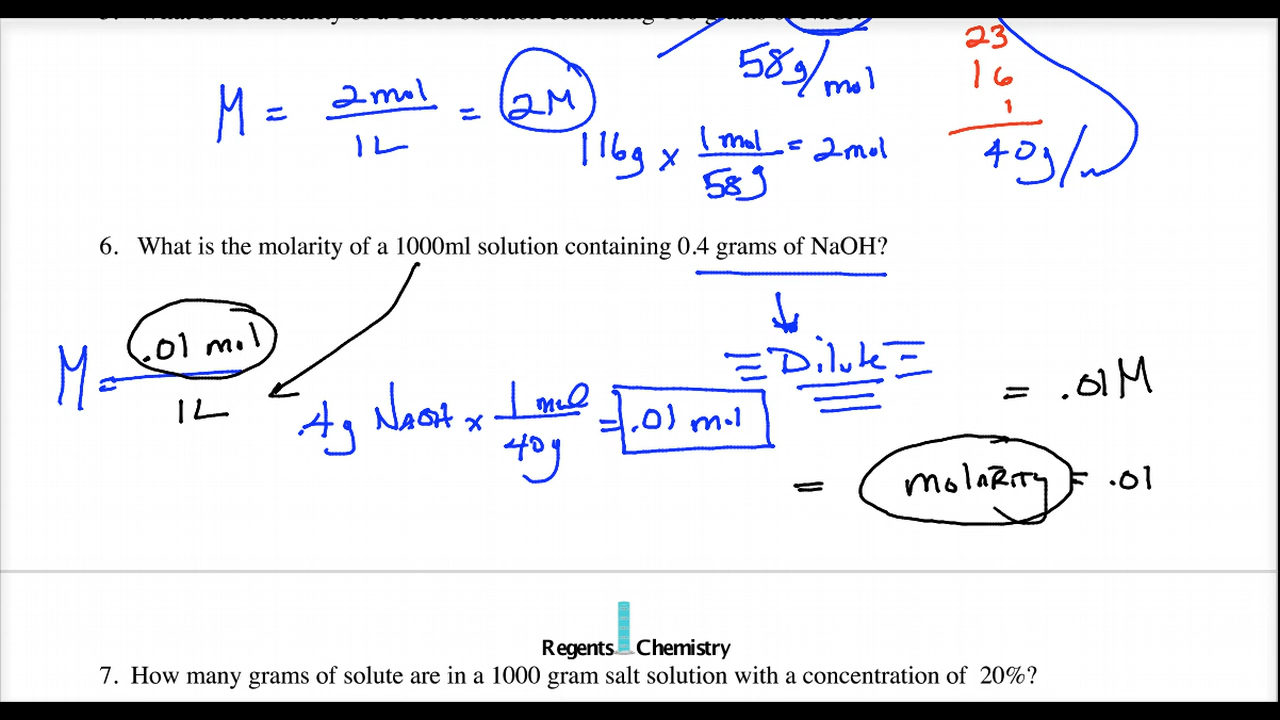 58g/mol
23
16
1
40g/m
M = 2mol / 1L = 2M
116g x 1mol / 58g = 2mol
6. What is the molarity of a 1000ml solution containing 0.4 grams of NaOH?
M = .01 mol / 1L
.4g NaOH x 1mol / 40g = .01 mol
Dilute
= .01M
= molARITy = .01
Regents Chemistry
7. How many grams of solute are in a 1000 gram salt solution with a concentration of 20%?